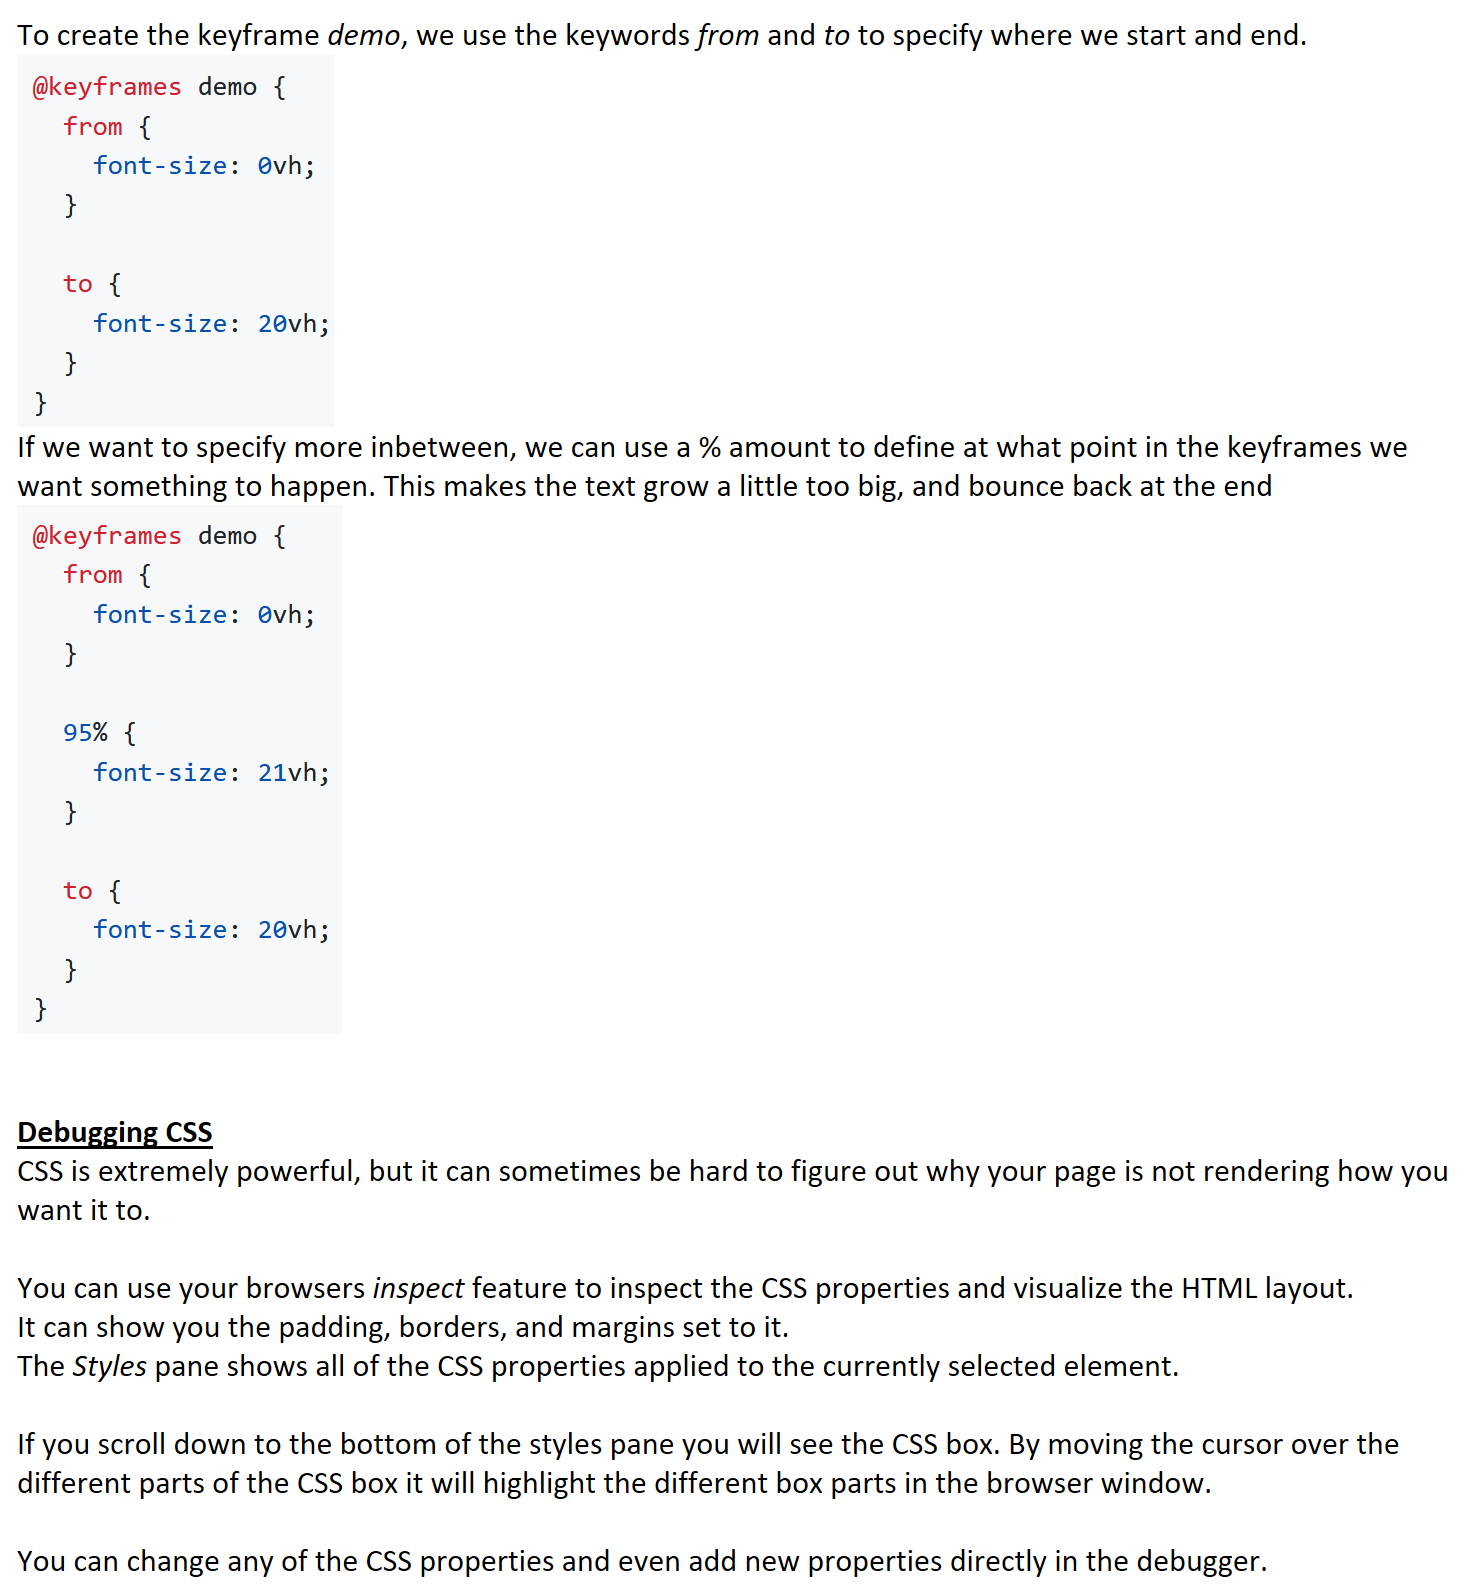 To create the keyframe demo, we use the keywords from and to to specify where we start and end.
@keyframes demo {
  from {
    font-size: 0vh;
  }

  to {
    font-size: 20vh;
  }
}
If we want to specify more inbetween, we can use a % amount to define at what point in the keyframes we
want something to happen. This makes the text grow a little too big, and bounce back at the end
@keyframes demo {
  from {
    font-size: 0vh;
  }

  95% {
    font-size: 21vh;
  }

  to {
    font-size: 20vh;
  }
}

Debugging CSS
CSS is extremely powerful, but it can sometimes be hard to figure out why your page is not rendering how you
want it to.

You can use your browsers inspect feature to inspect the CSS properties and visualize the HTML layout.
It can show you the padding, borders, and margins set to it.
The Styles pane shows all of the CSS properties applied to the currently selected element.

If you scroll down to the bottom of the styles pane you will see the CSS box. By moving the cursor over the
different parts of the CSS box it will highlight the different box parts in the browser window.

You can change any of the CSS properties and even add new properties directly in the debugger.